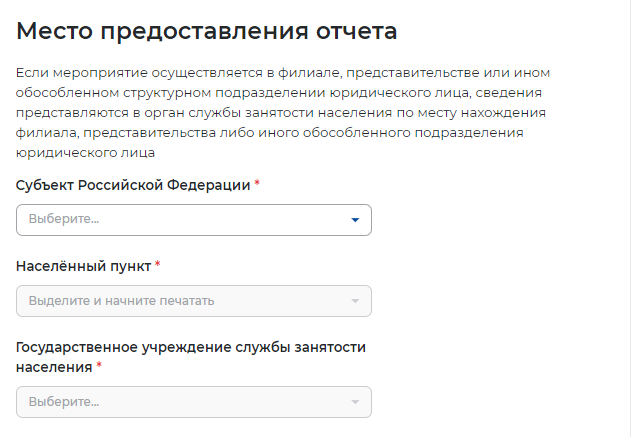 Место предоставления отчета
Если мероприятие осуществляется в филиале, представительстве или ином
обособленном структурном подразделении юридического лица, сведения
представляются в орган службы занятости населения по месту нахождения
филиала, представительства либо иного обособленного подразделения
юридического лица
Субъект Российской Федерации *
Выберите...
Населённый пункт *
Выделите и начните печатать
Государственное учреждение службы занятости
населения *
Выберите...